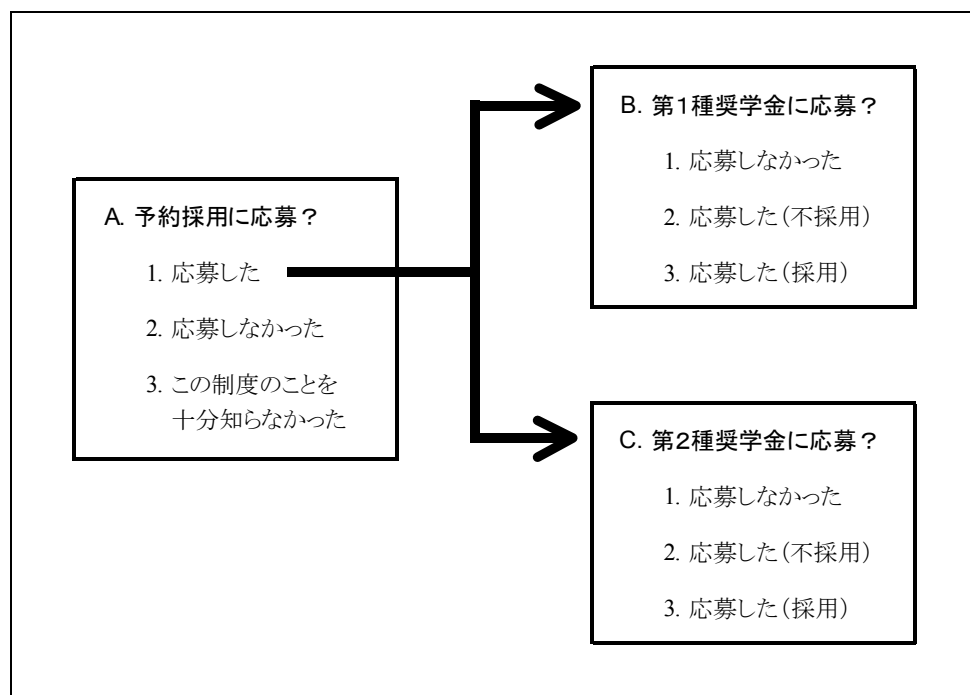 A. 予約採用に応募？
1. 応募した
2. 応募しなかった
3. この制度のことを
十分知らなかった
B. 第1種奨学金に応募？
1. 応募しなかった
2. 応募した（不採用）
3. 応募した（採用）
C. 第2種奨学金に応募？
1. 応募しなかった
2. 応募した（不採用）
3. 応募した（採用）